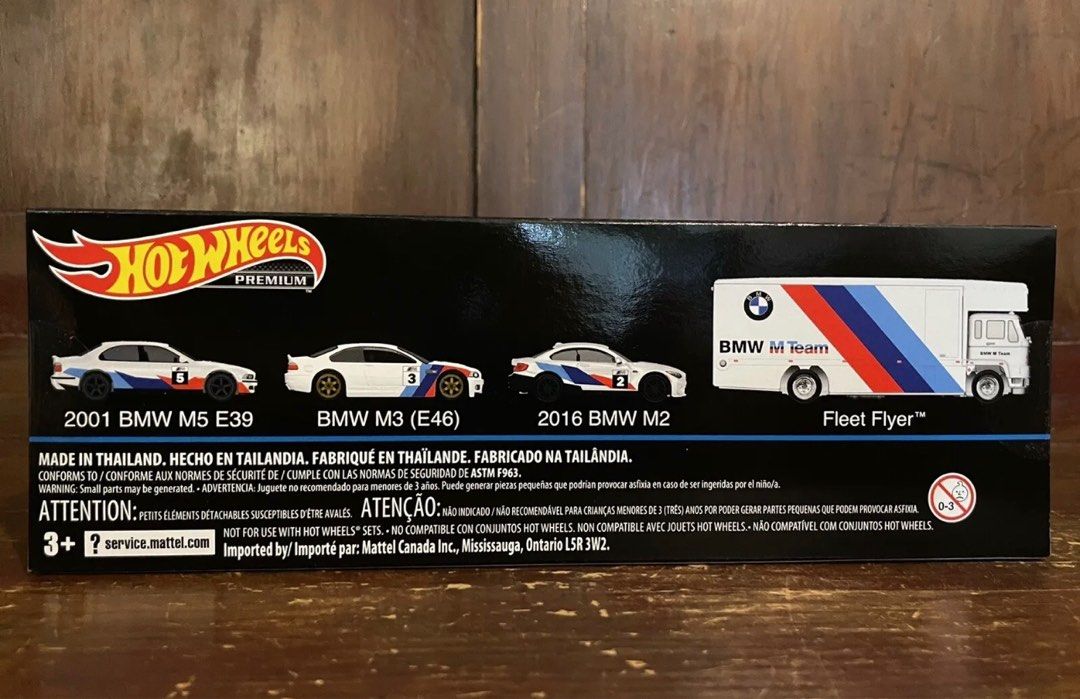 HOT WHEELS
PREMIUM™
BMW
BMW M Team
BMW M Team
5
3
2
2001 BMW M5 E39
BMW M3 (E46)
2016 BMW M2
Fleet Flyer™
MADE IN THAILAND. HECHO EN TAILANDIA. FABRIQUÉ EN THAÏLANDE. FABRICADO NA TAILÂNDIA.
CONFORMS TO / CONFORME AUX NORMES DE SÉCURITÉ DE / CUMPLE CON LAS NORMAS DE SEGURIDAD DE ASTM F963.
WARNING: Small parts may be generated. • ADVERTENCIA: Juguete no recomendado para menores de 3 años. Puede generar piezas pequeñas que podrían provocar asfixia en caso de ser ingeridas por el niño/a.
ATTENTION: PETITS ÉLÉMENTS DÉTACHABLES SUSCEPTIBLES D'ÊTRE AVALÉS. ATENÇÃO: NÃO INDICADO / NÃO RECOMENDÁVEL PARA CRIANÇAS MENORES DE 3 (TRÊS) ANOS POR PODER GERAR PARTES PEQUENAS QUE PODEM PROVOCAR ASFIXIA.
0-3
3+ ? service.mattel.com
NOT FOR USE WITH HOT WHEELS® SETS. • NO COMPATIBLE CON CONJUNTOS HOT WHEELS. NON COMPATIBLE AVEC JOUETS HOT WHEELS. • NÃO COMPATÍVEL COM CONJUNTOS HOT WHEELS.
Imported by/ Importé par: Mattel Canada Inc., Mississauga, Ontario L5R 3W2.